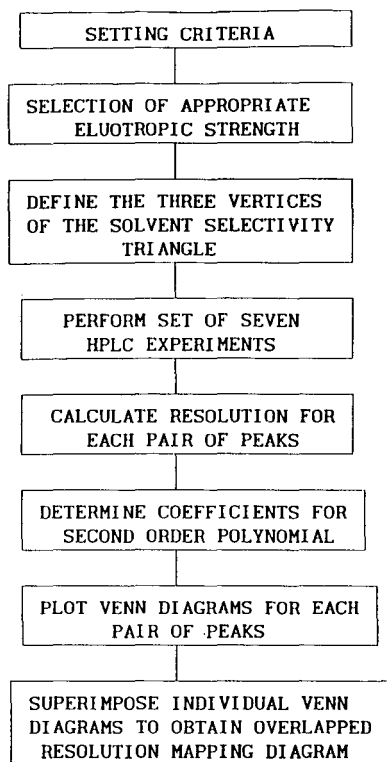 SETTING CRITERIA
SELECTION OF APPROPRIATE
ELUOTROPIC STRENGTH
DEFINE THE THREE VERTICES
OF THE SOLVENT SELECTIVITY
TRIANGLE
PERFORM SET OF SEVEN
HPLC EXPERIMENTS
CALCULATE RESOLUTION FOR
EACH PAIR OF PEAKS
DETERMINE COEFFICIENTS FOR
SECOND ORDER POLYNOMIAL
PLOT VENN DIAGRAMS FOR EACH
PAIR OF PEAKS
SUPERIMPOSE INDIVIDUAL VENN
DIAGRAMS TO OBTAIN OVERLAPPED
RESOLUTION MAPPING DIAGRAM